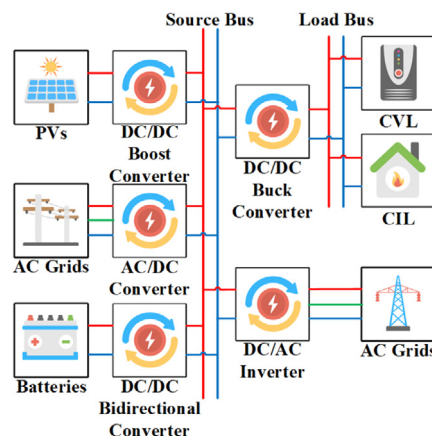 Source Bus
Load Bus
PVs
DC/DC
Boost
Converter
DC/DC
Buck
Converter
CVL
CIL
AC Grids
AC/DC
Converter
Batteries
DC/DC
Bidirectional
Converter
DC/AC
Inverter
AC Grids